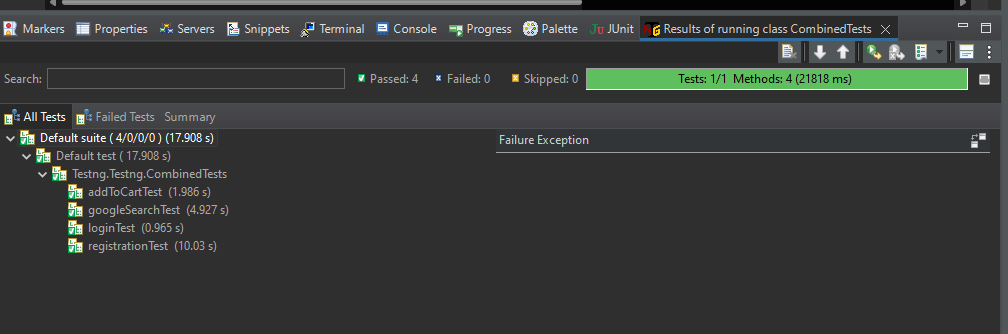 Markers Properties Servers Snippets Terminal Console Progress Palette JUnit Results of running class CombinedTests
Search: Passed: 4 Failed: 0 Skipped: 0 Tests: 1/1 Methods: 4 (21818 ms)
All Tests Failed Tests Summary
Default suite ( 4/0/0/0 ) (17.908 s) Failure Exception
Default test ( 17.908 s)
Testng.Testng.CombinedTests
addToCartTest (1.986 s)
googleSearchTest (4.927 s)
loginTest (0.965 s)
registrationTest (10.03 s)